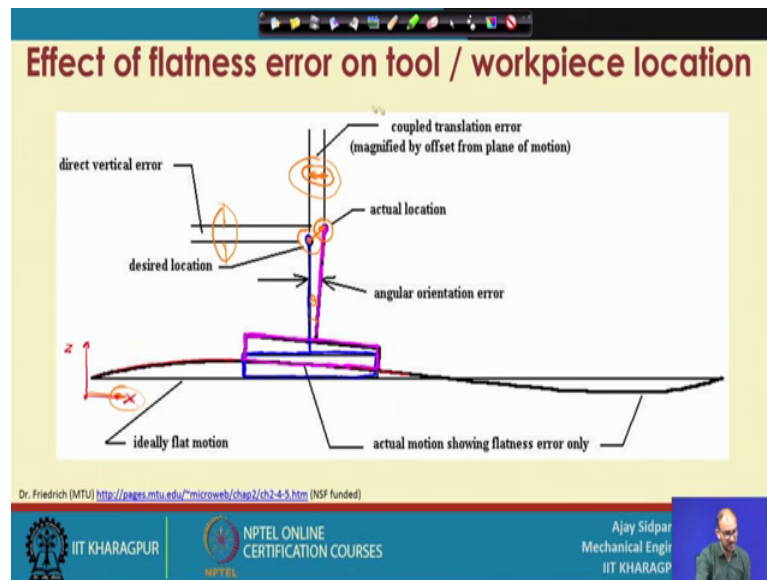 Effect of flatness error on tool / workpiece location
coupled translation error
(magnified by offset from plane of motion)
direct vertical error
actual location
desired location
angular orientation error
z
x
ideally flat motion
actual motion showing flatness error only
Dr. Friedrich (MTU) http://pages.mtu.edu/~microweb/chap2/ch2-4-5.htm (NSF funded)
IIT KHARAGPUR
NPTEL
NPTEL ONLINE
CERTIFICATION COURSES
Ajay Sidpar
Mechanical Engir
IIT KHARAGP